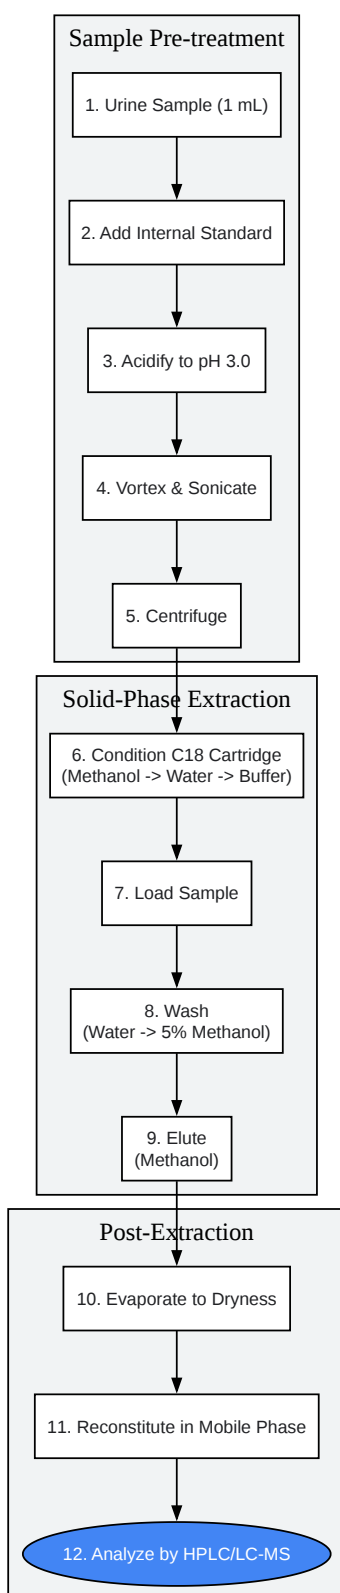 Sample Pre-treatment
1. Urine Sample (1 mL)
2. Add Internal Standard
3. Acidify to pH 3.0
4. Vortex & Sonicate
5. Centrifuge
Solid-Phase Extraction
6. Condition C18 Cartridge
(Methanol -> Water -> Buffer)
7. Load Sample
8. Wash
(Water -> 5% Methanol)
9. Elute
(Methanol)
Post-Extraction
10. Evaporate to Dryness
11. Reconstitute in Mobile Phase
12. Analyze by HPLC/LC-MS